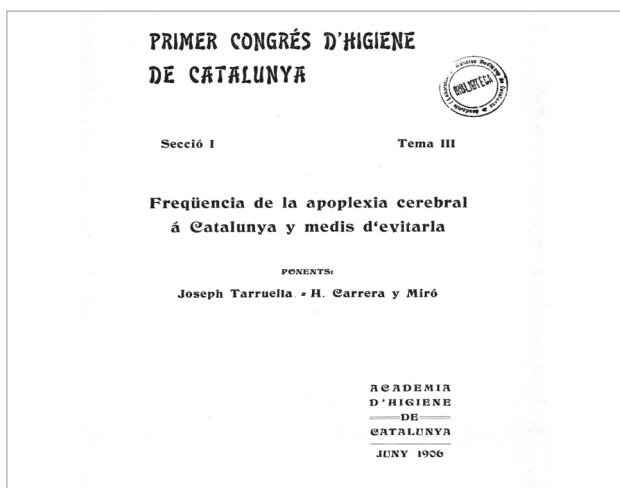 PRIMER CONGRÉS D'HIGIENE
DE CATALUNYA
BIBLIOTECA
Secció I
Tema III
Freqüencia de la apoplexia cerebral
á Catalunya y medis d'evitarla
PONENTS:
Joseph Tarruella - H. Carrera y Miró
ACADEMIA
D'HIGIENE
DE
CATALUNYA
JUNY 1906